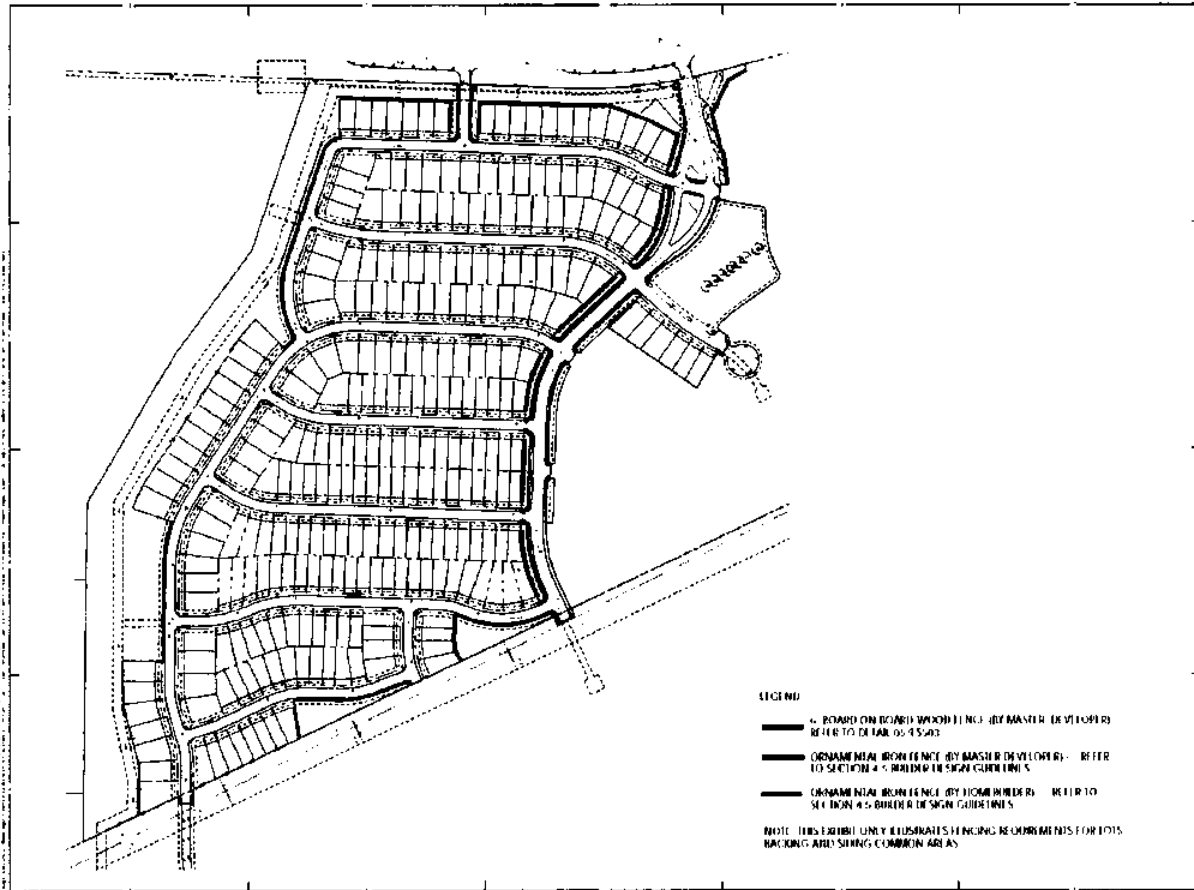 LEGEND
BOARD ON BOARD WOOD FENCE (BY MASTER DEVELOPER)
REFER TO DETAIL
ORNAMENTAL IRON FENCE (BY MASTER DEVELOPER) - REFER
TO SECTION 4.5 BUILDER DESIGN GUIDELINES
ORNAMENTAL IRON FENCE (BY HOMEBUILDER) REFER TO
SECTION 4.5 BUILDER DESIGN GUIDELINES
NOTE: THIS EXHIBIT ONLY ILLUSTRATES FENCING REQUIREMENTS FOR LOTS
BACKING AND SIDING COMMON AREAS